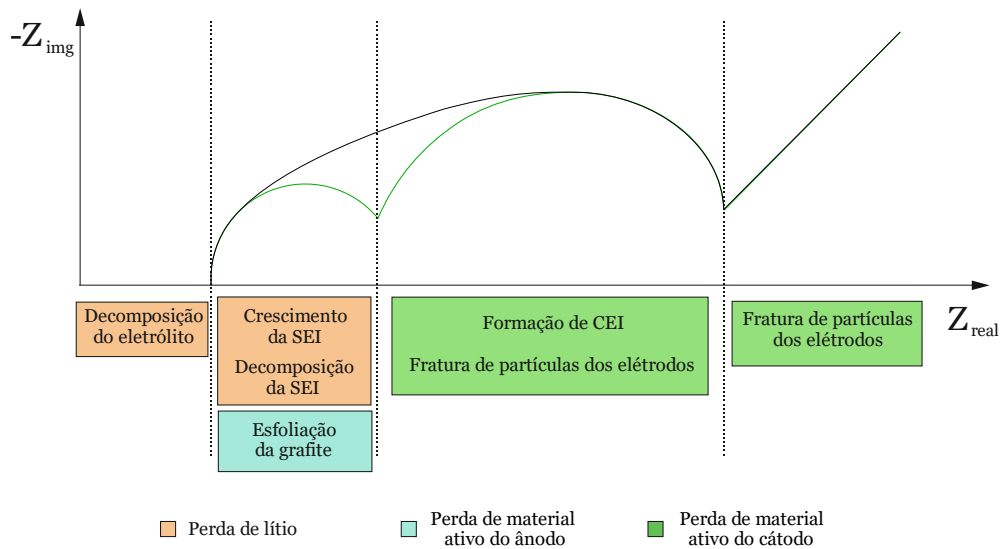 -Z img
Decomposição
do eletrólito
Crescimento
da SEI
Decomposição
da SEI
Esfoliação
da grafite
Formação de CEI
Fratura de partículas dos elétrodos
Fratura de partículas
dos elétrodos
Z real
Perda de lítio
Perda de material
ativo do ânodo
Perda de material
ativo do cátodo